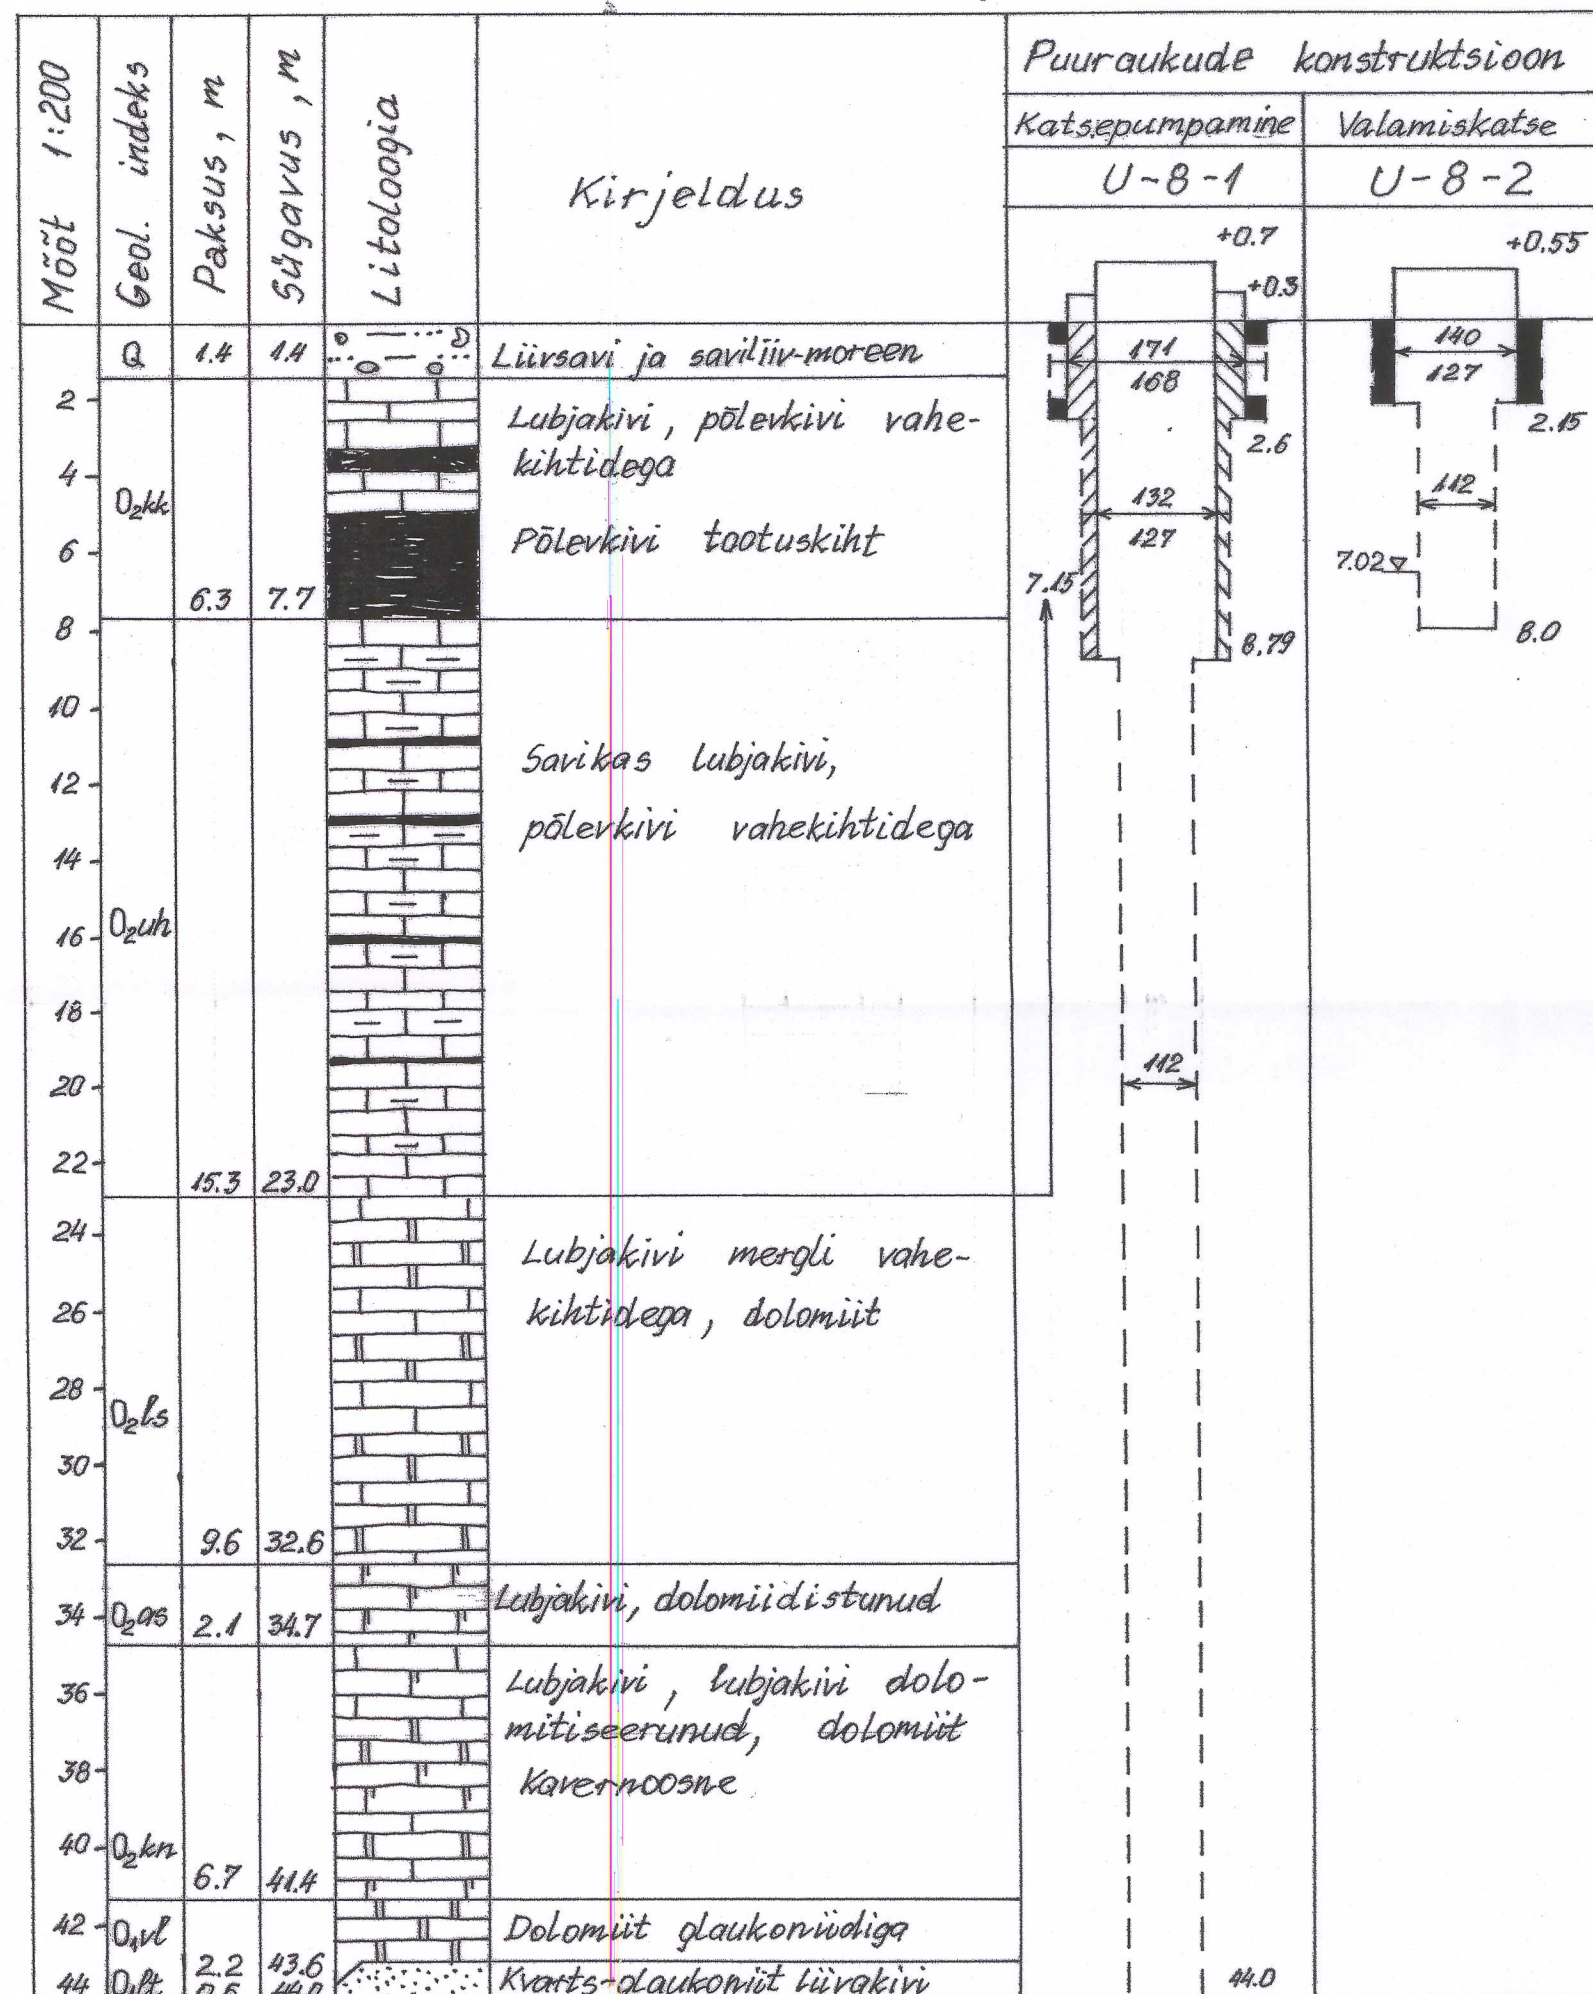 Mõõt 1:200
Geol. indeks
Paksus, m
Sügavus, m
Litoloogia
Kirjeldus
Puuraukude konstruktsioon
Katsepumpamine
Valamiskatse
U-8-1
U-8-2
+0.7
+0.3
+0.55
Q 1.4 1.4 Liivsavi ja saviliiv-moreen
171
168
140
127
2.6
2.15
2
4
6
O₂kk
Lubjakivi, põlevkivi vahe-
kihtidega
Põlevkivi tootuskiht
6.3 7.7
132
127
112
7.15
7.02
8.79
8.0
8
10
12
14
16
18
20
22
O₂uh
Savikas lubjakivi,
põlevkivi vahekihtidega
15.3 23.0
112
24
26
28
30
32
O₂ls
Lubjakivi mergli vahe-
kihtidega, dolomiit
9.6 32.6
34 O₂as 2.1 34.7 Lubjakivi, dolomiidistunud
36
38
40
O₂kn
Lubjakivi, lubjakivi dolo-
mitiseerunud, dolomiit
Kavernoosne
6.7 41.4
42 O₁vl 2.2 43.6 Dolomiit glaukoniidiga
44 O₁lt Kvarts-glaukoniit liivakivi
44.0